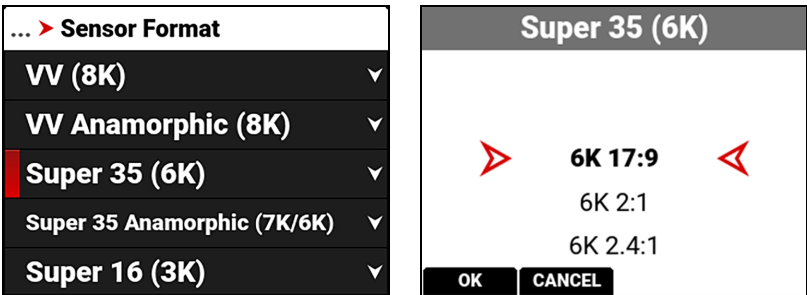 ... Sensor Format
VV (8K)
VV Anamorphic (8K)
Super 35 (6K)
Super 35 Anamorphic (7K/6K)
Super 16 (3K)
Super 35 (6K)
6K 17:9
6K 2:1
6K 2.4:1
OK CANCEL